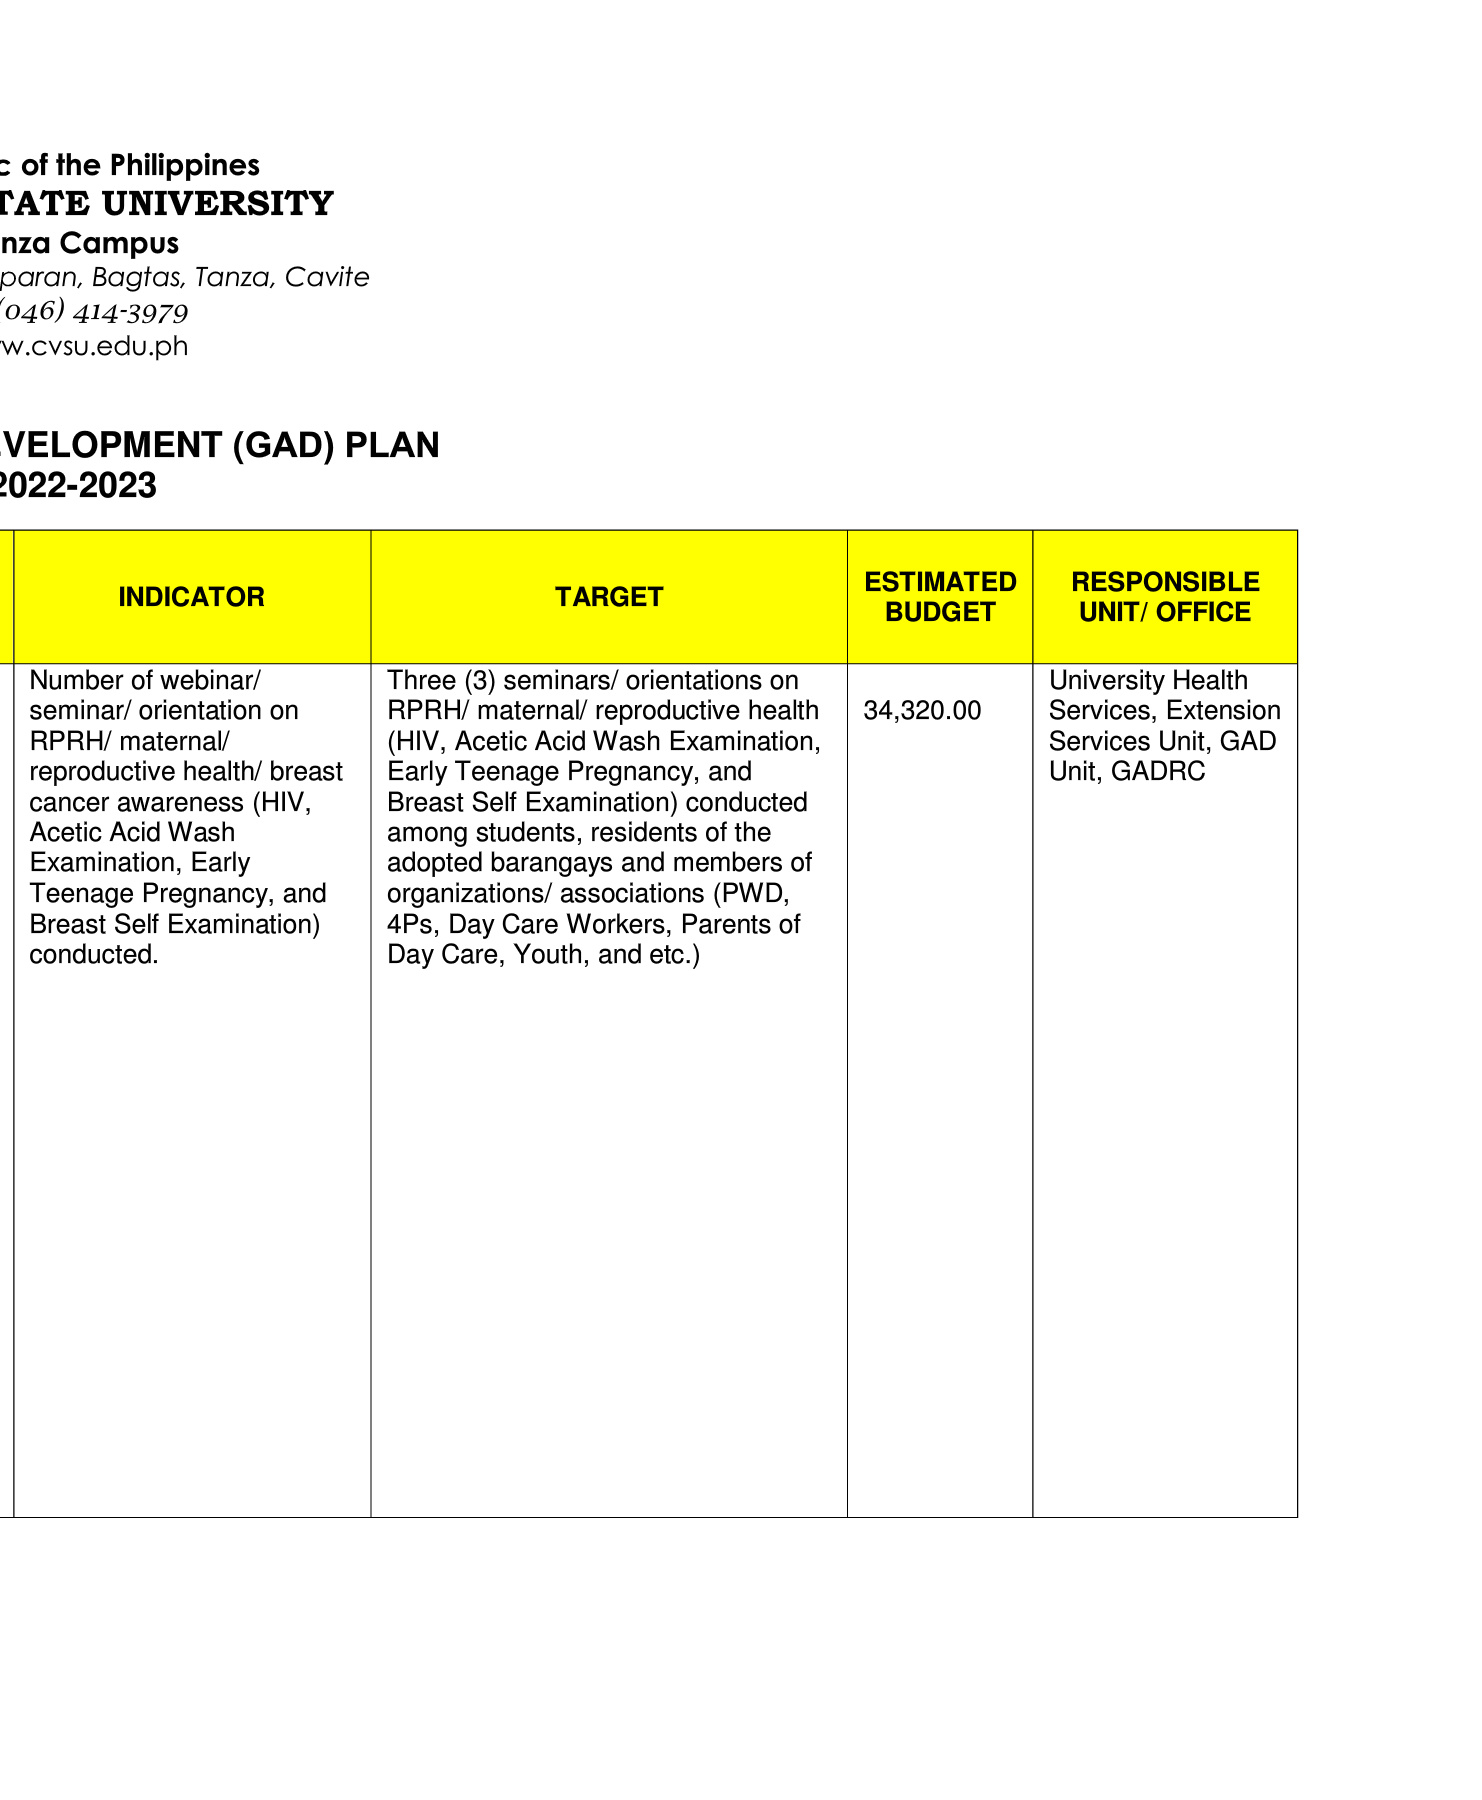 c of the Philippines
TATE UNIVERSITY
nza Campus
paran, Bagtas, Tanza, Cavite
(046) 414-3979
w.cvsu.edu.ph
EVELOPMENT (GAD) PLAN
2022-2023
INDICATOR
TARGET
ESTIMATED
BUDGET
RESPONSIBLE
UNIT/ OFFICE
Number of webinar/
seminar/ orientation on
RPRH/ maternal/
reproductive health/ breast
cancer awareness (HIV,
Acetic Acid Wash
Examination, Early
Teenage Pregnancy, and
Breast Self Examination)
conducted.
Three (3) seminars/ orientations on
RPRH/ maternal/ reproductive health
(HIV, Acetic Acid Wash Examination,
Early Teenage Pregnancy, and
Breast Self Examination) conducted
among students, residents of the
adopted barangays and members of
organizations/ associations (PWD,
4Ps, Day Care Workers, Parents of
Day Care, Youth, and etc.)
34,320.00
University Health
Services, Extension
Services Unit, GAD
Unit, GADRC